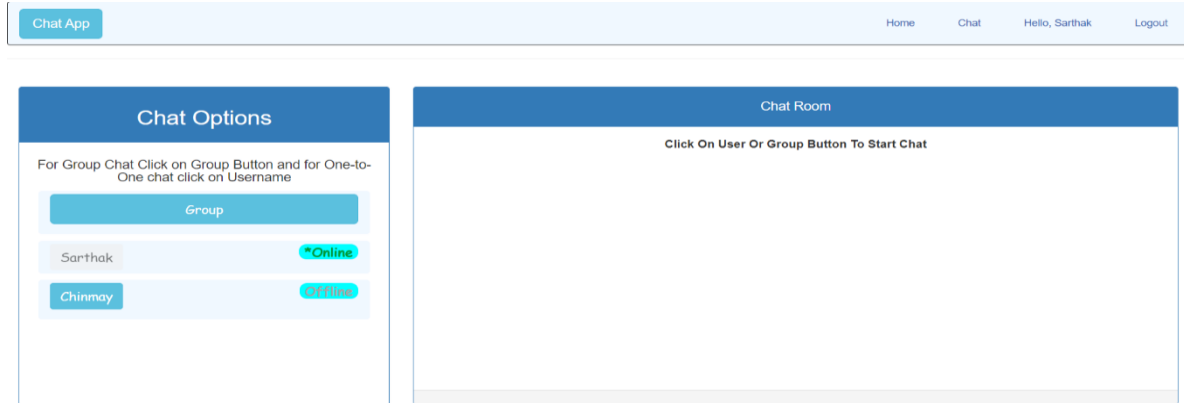 Chat App
Home Chat Hello, Sarthak Logout
Chat Options
For Group Chat Click on Group Button and for One-to-
One chat click on Username
Group
Sarthak *Online
Chinmay Offline
Chat Room
Click On User Or Group Button To Start Chat